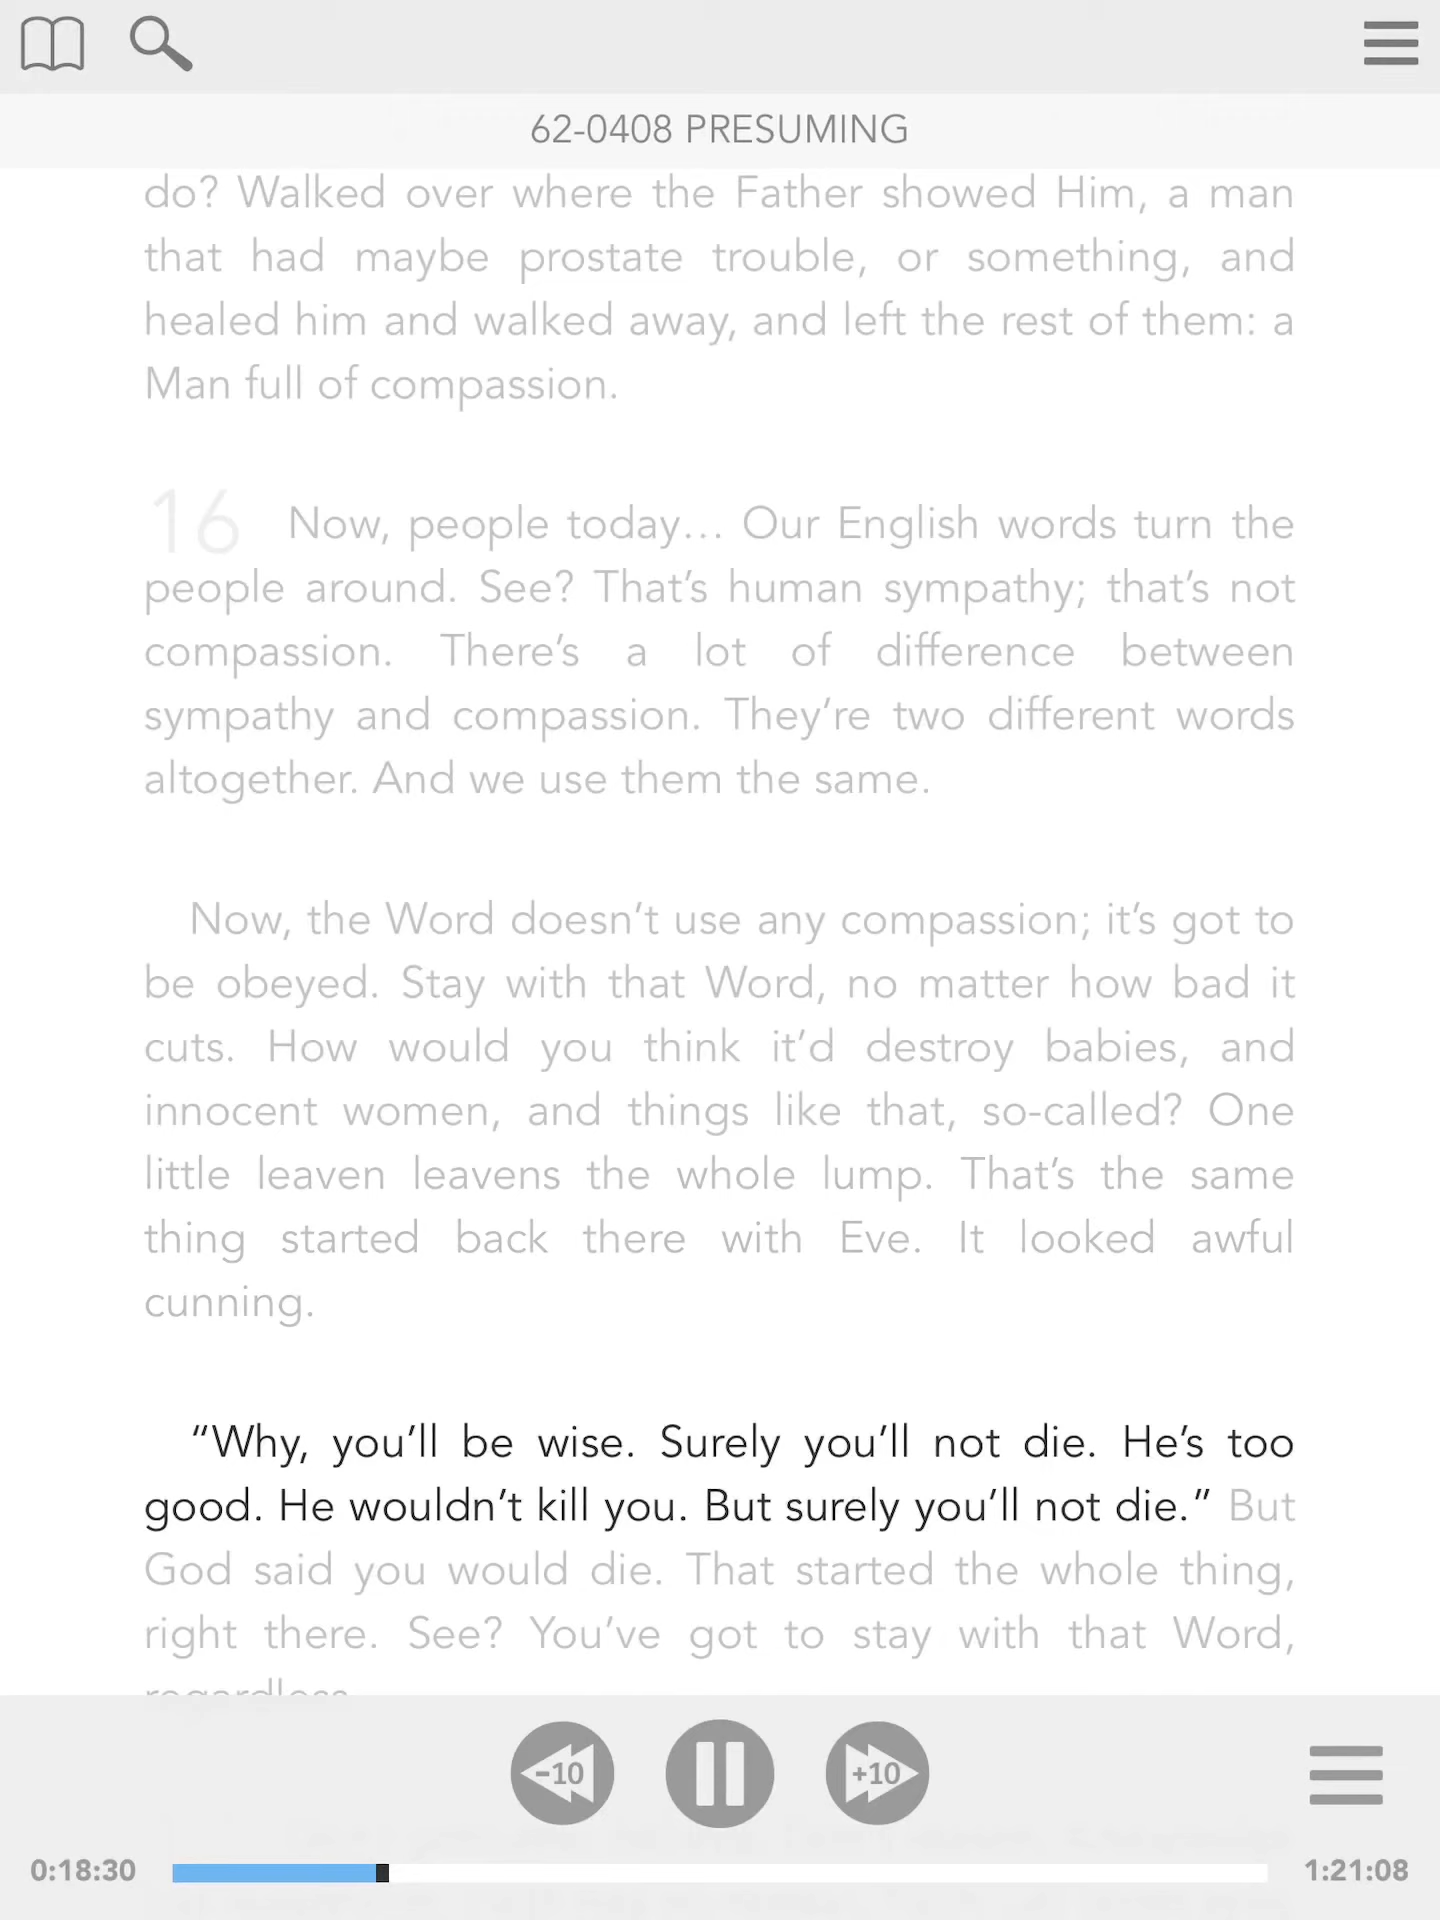 62-0408 PRESUMING
do? Walked over where the Father showed Him, a man
that had maybe prostate trouble, or something, and
healed him and walked away, and left the rest of them: a
Man full of compassion.
16 Now, people today… Our English words turn the
people around. See? That’s human sympathy; that’s not
compassion. There’s a lot of difference between
sympathy and compassion. They’re two different words
altogether. And we use them the same.
Now, the Word doesn’t use any compassion; it’s got to
be obeyed. Stay with that Word, no matter how bad it
cuts. How would you think it’d destroy babies, and
innocent women, and things like that, so-called? One
little leaven leavens the whole lump. That’s the same
thing started back there with Eve. It looked awful
cunning.
“Why, you’ll be wise. Surely you’ll not die. He’s too
good. He wouldn’t kill you. But surely you’ll not die.” But
God said you would die. That started the whole thing,
right there. See? You’ve got to stay with that Word,
regardless
-10
+10
0:18:30
1:21:08